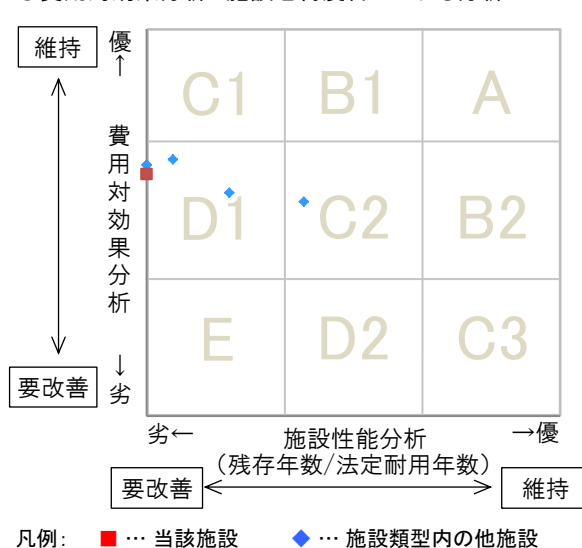 維持
優
↑
C1 B1 A
費用対効果分析
D1 C2 B2
E D2 C3
↓
劣
要改善
劣← 施設性能分析 →優
(残存年数/法定耐用年数)
要改善 維持
凡例: ■ … 当該施設 ◆ … 施設類型内の他施設